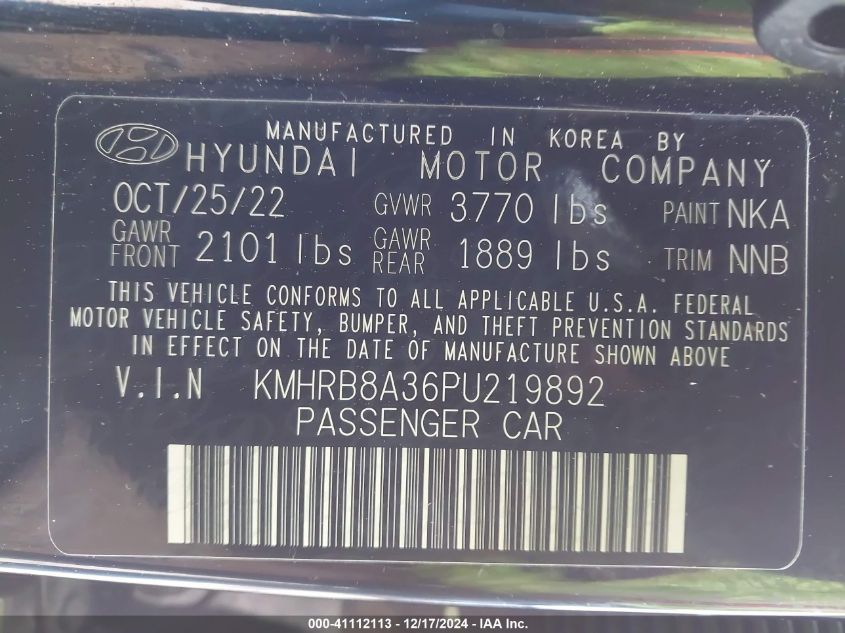 MANUFACTURED IN KOREA BY
HYUNDAI MOTOR COMPANY
OCT/25/22 GVWR 3770 lbs PAINT NKA
GAWR FRONT 2101 lbs GAWR REAR 1889 lbs TRIM NNB
THIS VEHICLE CONFORMS TO ALL APPLICABLE U.S.A. FEDERAL
MOTOR VEHICLE SAFETY, BUMPER, AND THEFT PREVENTION STANDARDS
IN EFFECT ON THE DATE OF MANUFACTURE SHOWN ABOVE
V.I.N KMHRB8A36PU219892
PASSENGER CAR
000-41112113 - 12/17/2024 - IAA Inc.